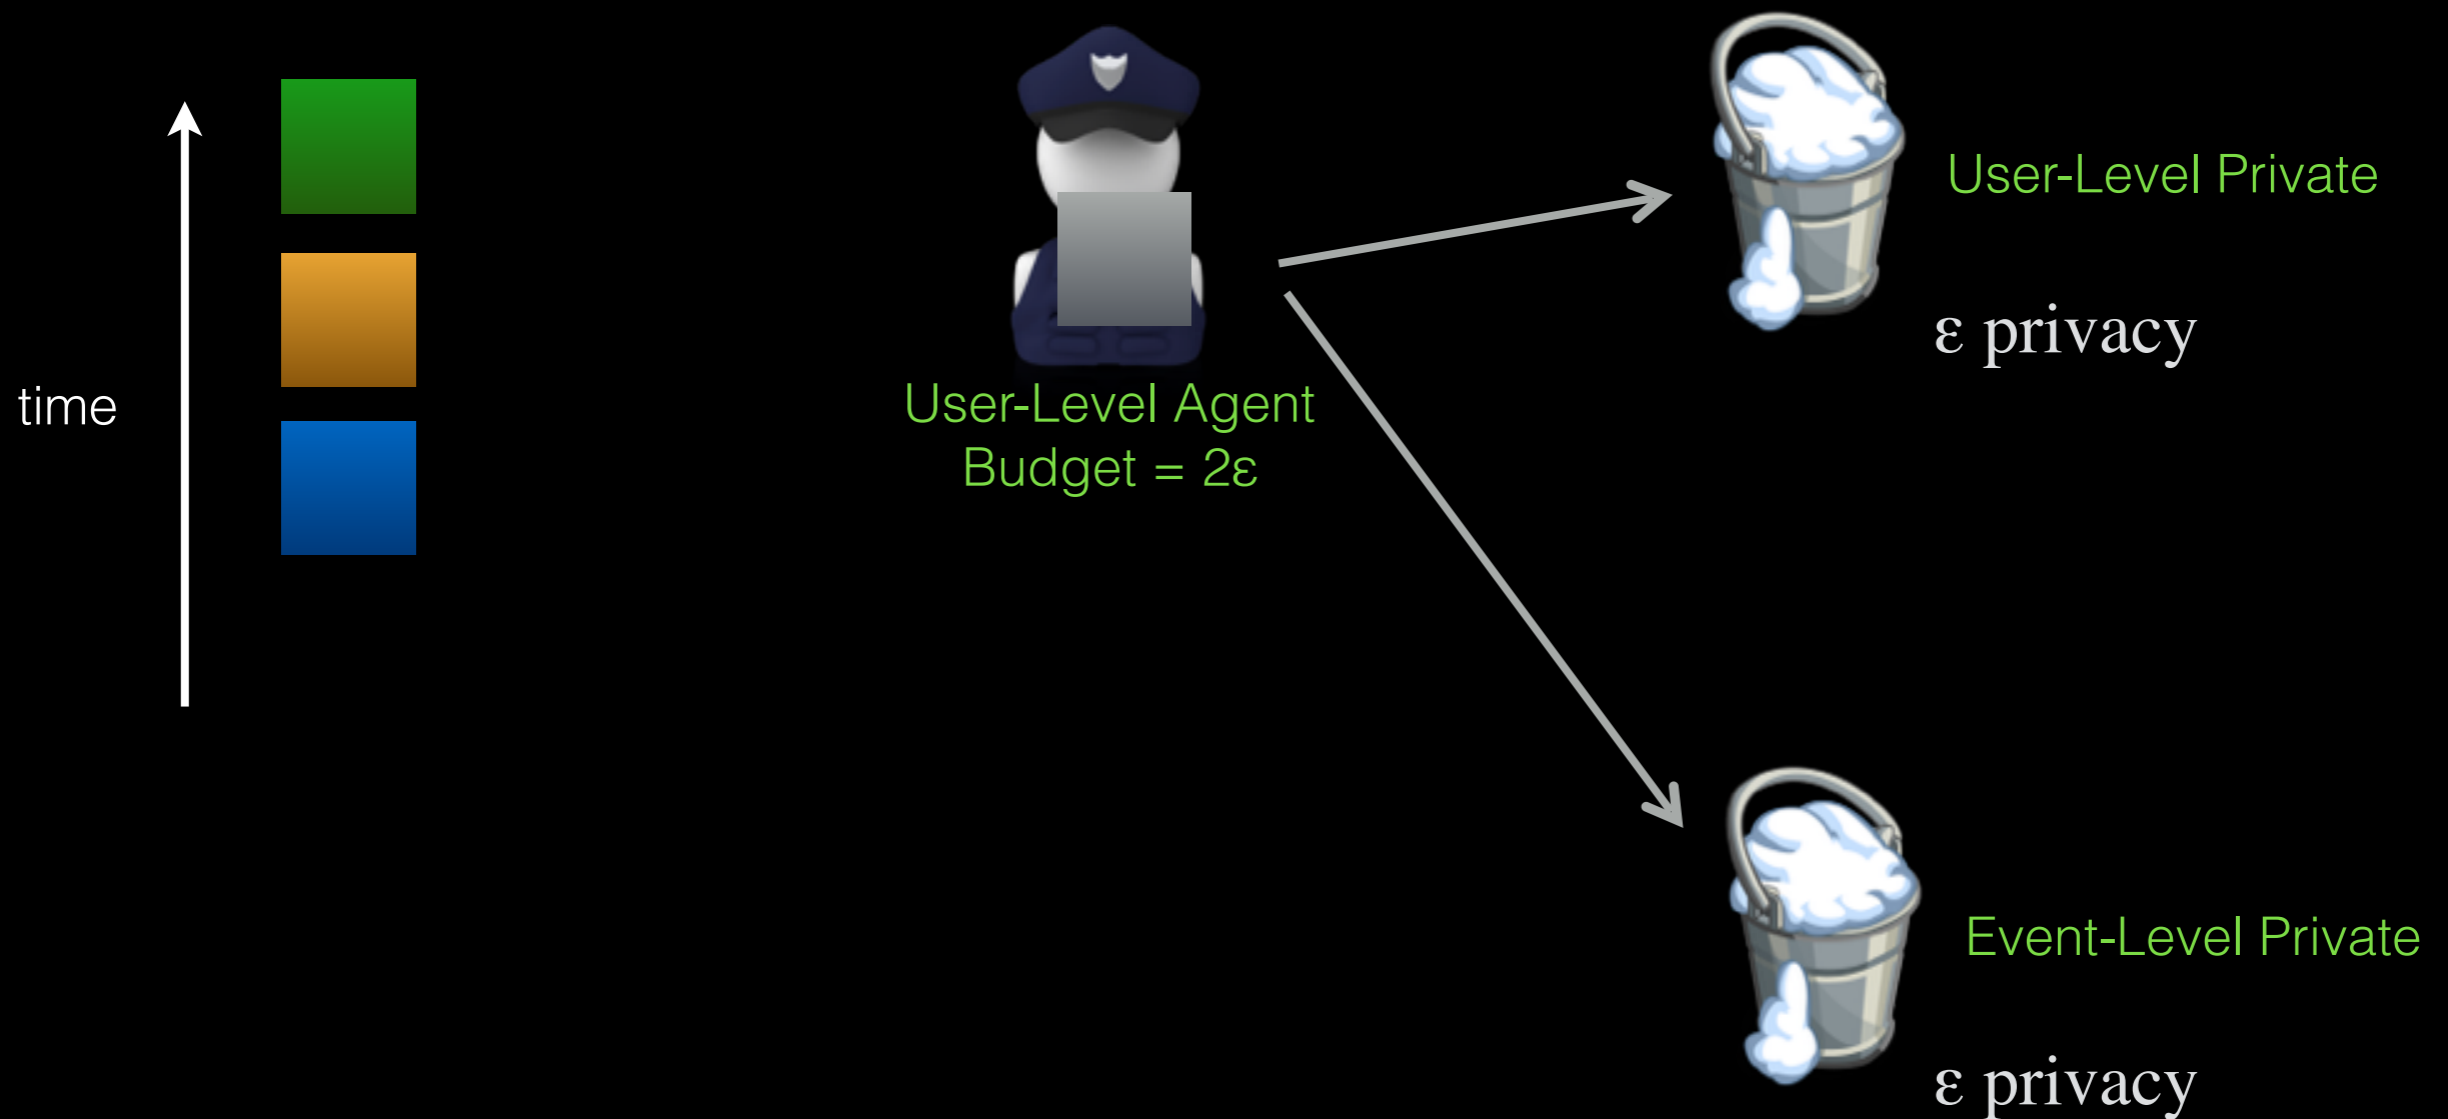 time
User-Level Agent
Budget = 2ε
User-Level Private
ε privacy
Event-Level Private
ε privacy